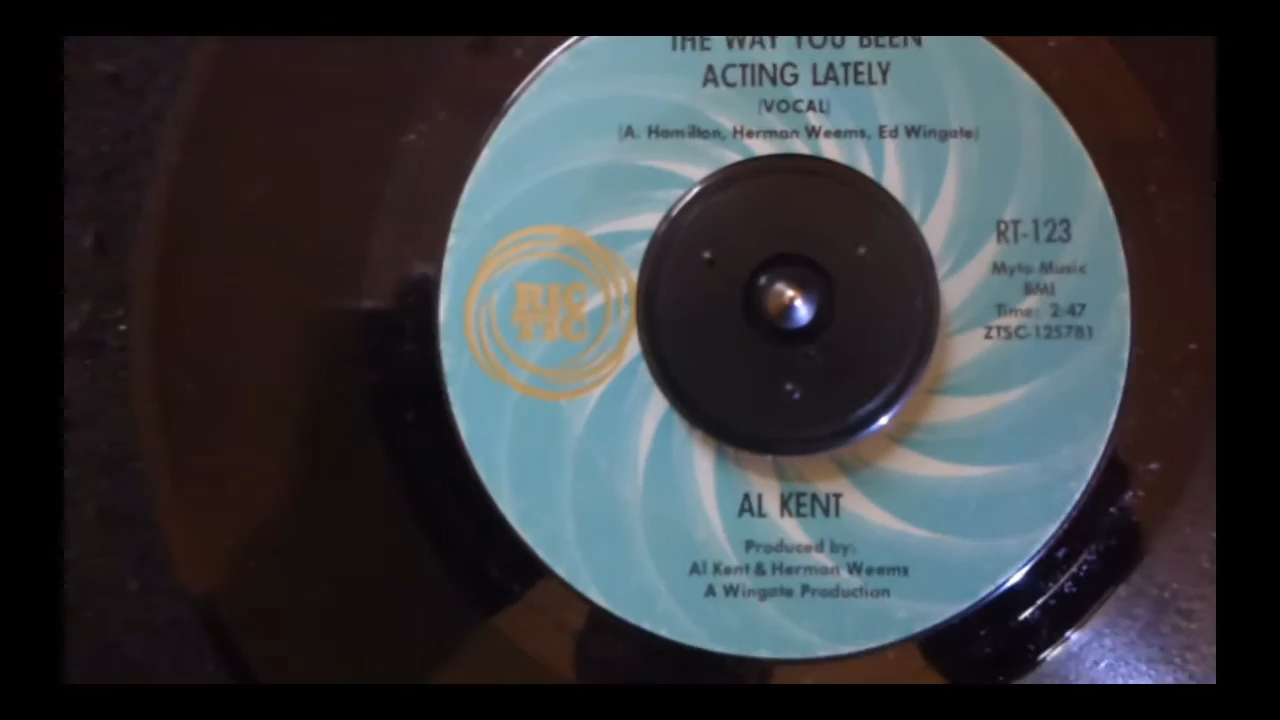 THE WAY YOU BEEN
ACTING LATELY
(VOCAL)
(A. Hamilton, Herman Weems, Ed Wingate)
RIC
TIC
RT-123
Myto Music
BMI
Time: 2:47
ZTSC-125781
AL KENT
Produced by:
Al Kent & Herman Weems
A Wingate Production